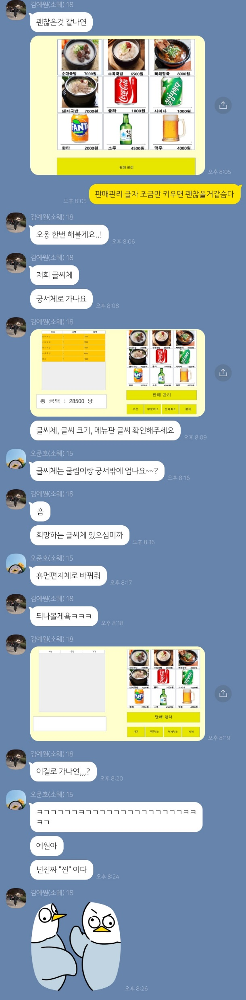 김예원(소웨) 18
괜찮은것 같나연
순대국밥 7000원
수육국밥 6500원
뼈해장국 8000원
돼지국밥 7000원
콜라 1000원
사이다 1000원
환타 2000원
소주 4500원
맥주 4000원
판매 관리
오후 8:05
판매관리 글자 조금만 키우면 괜찮을거같슴다
오후 8:05
김예원(소웨) 18
오옹 한번 해볼게요..!
오후 8:06
김예원(소웨) 18
저희 글씨체
궁서체로 가나요
오후 8:08
김예원(소웨) 18
메뉴 수량 가격
순대국밥 7000원
수육국밥 6500원
뼈해장국 8000원
돼지국밥 7000원
콜라 1000원
사이다 1000원
환타 2000원
소주 4500원
맥주 4000원
총 금액 : 28500 냥
판매 관리
쿠폰 부분취소 전체취소 결제
글씨체, 글씨 크기, 메뉴판 글씨 확인해주세요
오후 8:09
오준호(소웨) 15
글씨체는 굴림이랑 궁서밖에 업나요~~?
오후 8:16
김예원(소웨) 18
흠
희망하는 글씨체 있으심미까
오후 8:16
오준호(소웨) 15
휴먼편지체로 바꿔줘
오후 8:17
김예원(소웨) 18
되나볼게욬ㅋㅋㅋ
오후 8:18
김예원(소웨) 18
순대국밥 7000원
수육국밥 6500원
뼈해장국 8000원
돼지국밥 7000원
콜라 1000원
사이다 1000원
환타 2000원
소주 4500원
맥주 4000원
판매 관리
쿠폰 부분취소 전체취소 결제
오후 8:19
김예원(소웨) 18
이걸로 가나연,,,?
오후 8:20
오준호(소웨) 15
ㅋㄱㄱㄱㄱㄱㅋㄱㄱㄱㄱㄱㄱㄱㄱㄱㄱㄱㄱㄱㄱㅋㅋ
ㅋㄱ
예원아
넌진짜 "찐" 이다
오후 8:24
김예원(소웨) 18
오후 8:26